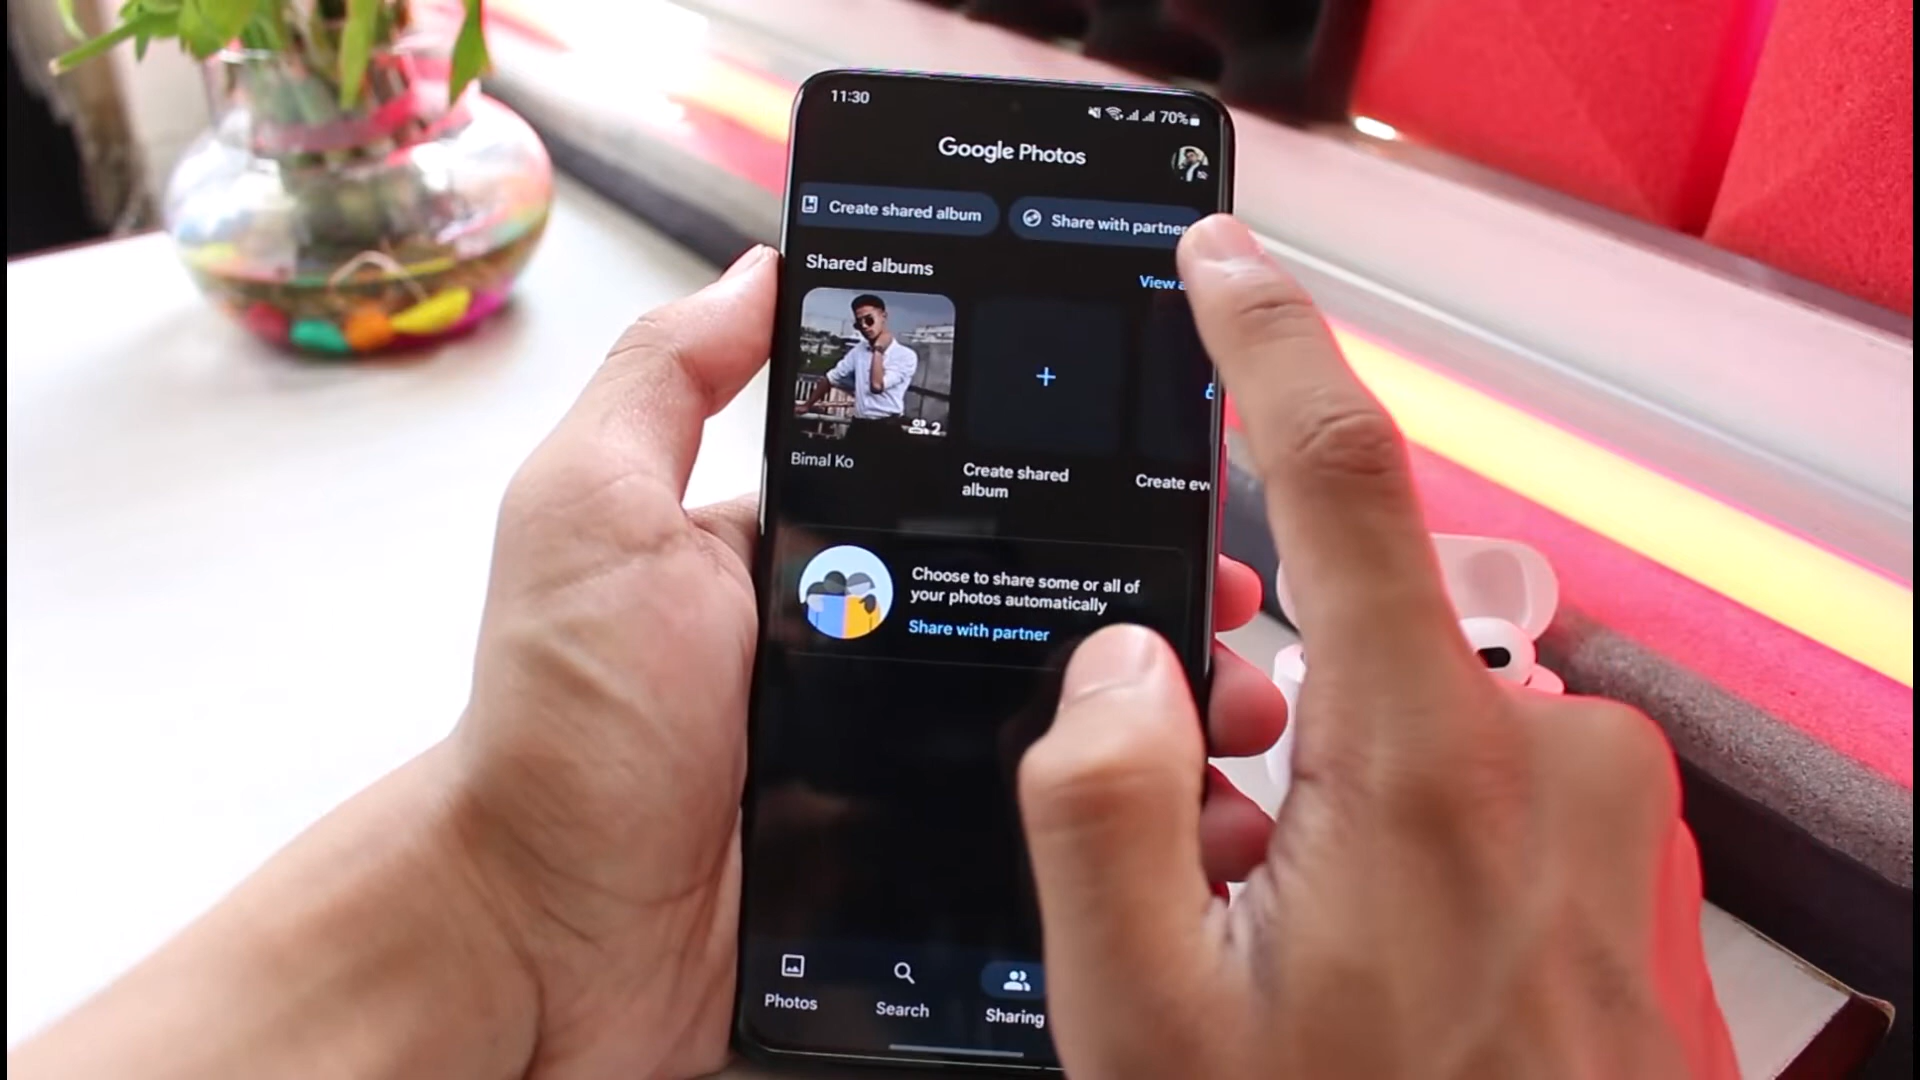 11:30
70%
Google Photos
Create shared album
Share with partner
Shared albums
View
2
Bimal Ko
Create shared
album
Create
Choose to share some or all of
your photos automatically
Share with partner
Photos
Search
Sharing